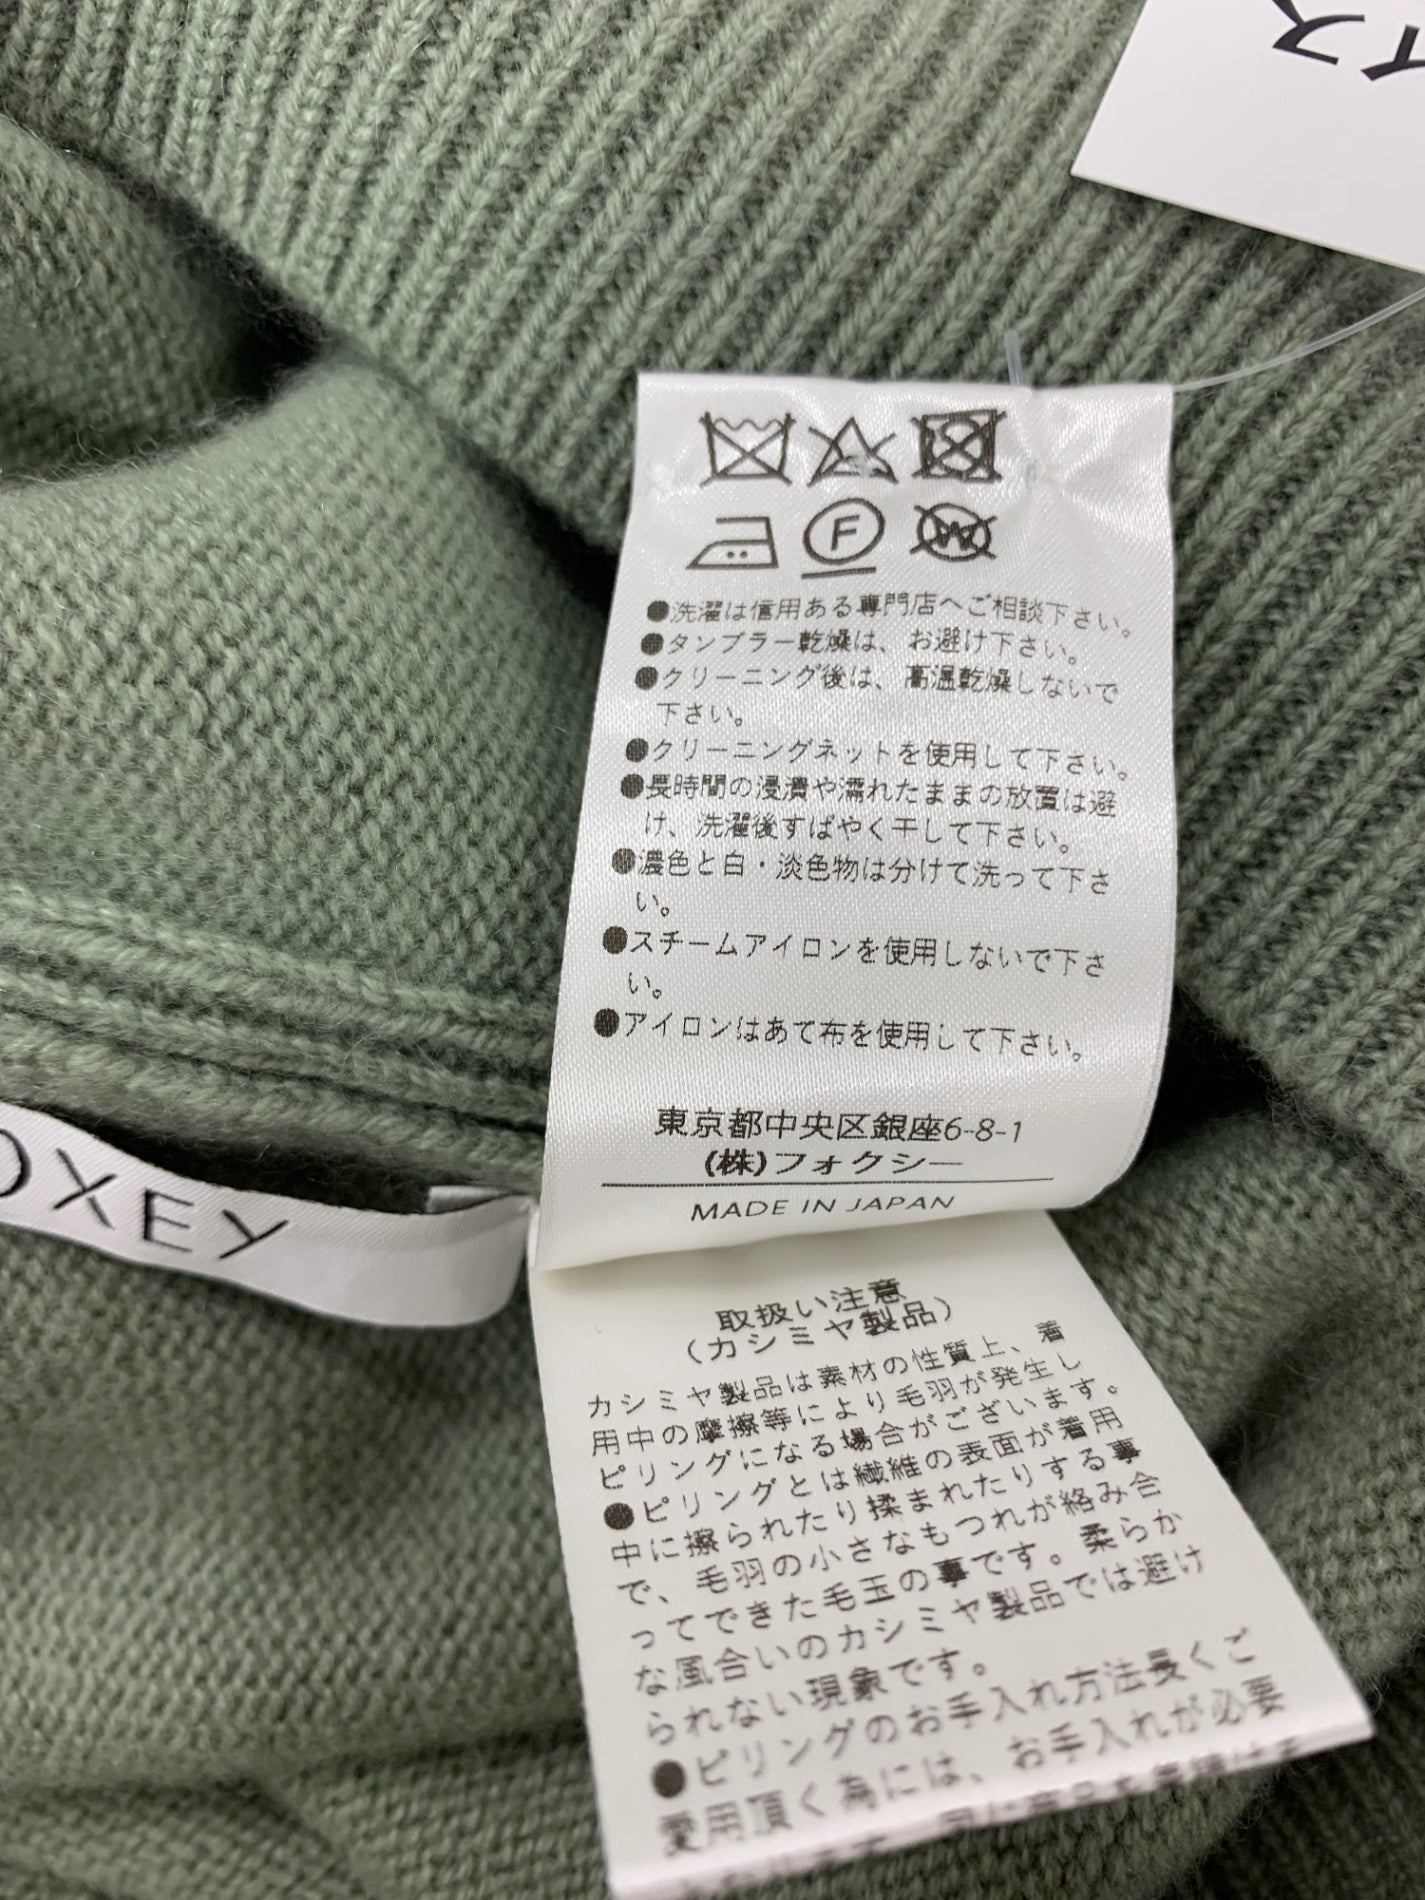 イス
F
W
●洗濯は信用ある専門店へご相談下さい。
●タンブラー乾燥は、お避け下さい。
●クリーニング後は、高温乾燥しないで
下さい。
●クリーニングネットを使用して下さい。
●長時間の浸漬や濡れたままの放置は避
け、洗濯後すばやく干して下さい。
●濃色と白・淡色物は分けて洗って下さ
い。
●スチームアイロンを使用しないで下さ
い。
●アイロンはあて布を使用して下さい。
東京都中央区銀座6-8-1
(株)フォクシー
MADE IN JAPAN
OXEY
取扱い注意
(カシミヤ製品)
カシミヤ製品は素材の性質上、着
用中の摩擦等により毛羽が発生し
ピリングになる場合がございます。
●ピリングとは繊維の表面が着用
中に擦られたり揉まれたりする事
で、毛羽の小さなもつれが絡み合
ってできた毛玉の事です。柔らか
な風合いのカシミヤ製品では避け
られない現象です。
●ピリングのお手入れ方法長くご
愛用頂く為には、お手入れが必要